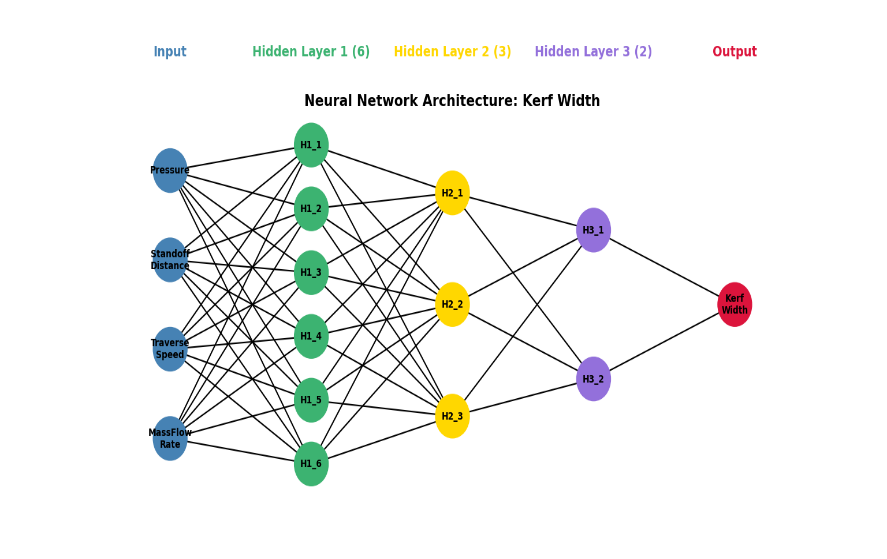 Input
Hidden Layer 1 (6)
Hidden Layer 2 (3)
Hidden Layer 3 (2)
Output
Neural Network Architecture: Kerf Width
Pressure
Standoff
Distance
Traverse
Speed
MassFlow
Rate
H1_1
H1_2
H1_3
H1_4
H1_5
H1_6
H2_1
H2_2
H2_3
H3_1
H3_2
Kerf
Width